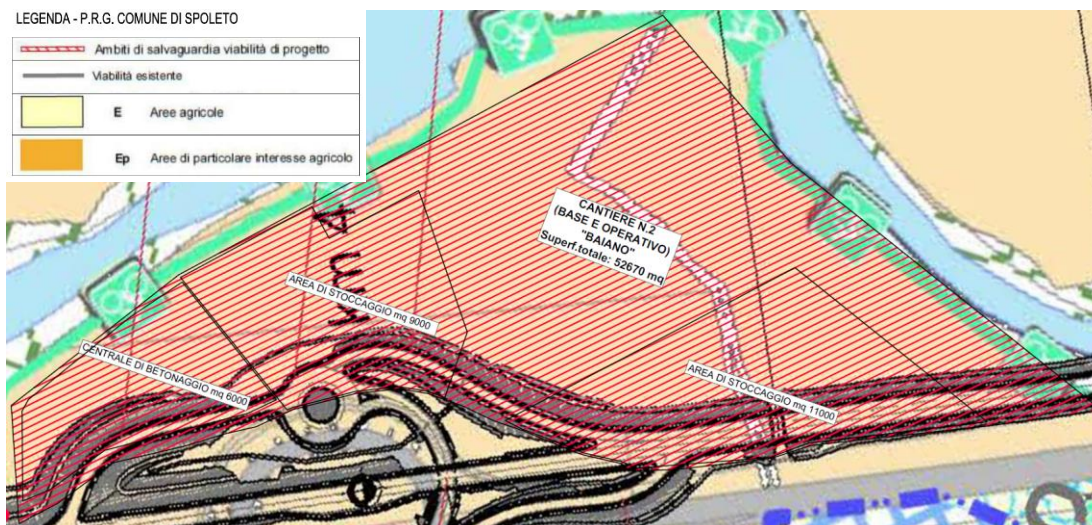 LEGENDA - P.R.G. COMUNE DI SPOLETO
Ambiti di salvaguardia viabilità di progetto
Viabilità esistente
E Aree agricole
Ep Aree di particolare interesse agricolo
CANTIERE N.2
(BASE E OPERATIVO)
"BAIANO"
Superf.totale: 52670 mq
AREA DI STOCCAGGIO mq 9000
CENTRALE DI BETONAGGIO mq 6000
AREA DI STOCCAGGIO mq 11000